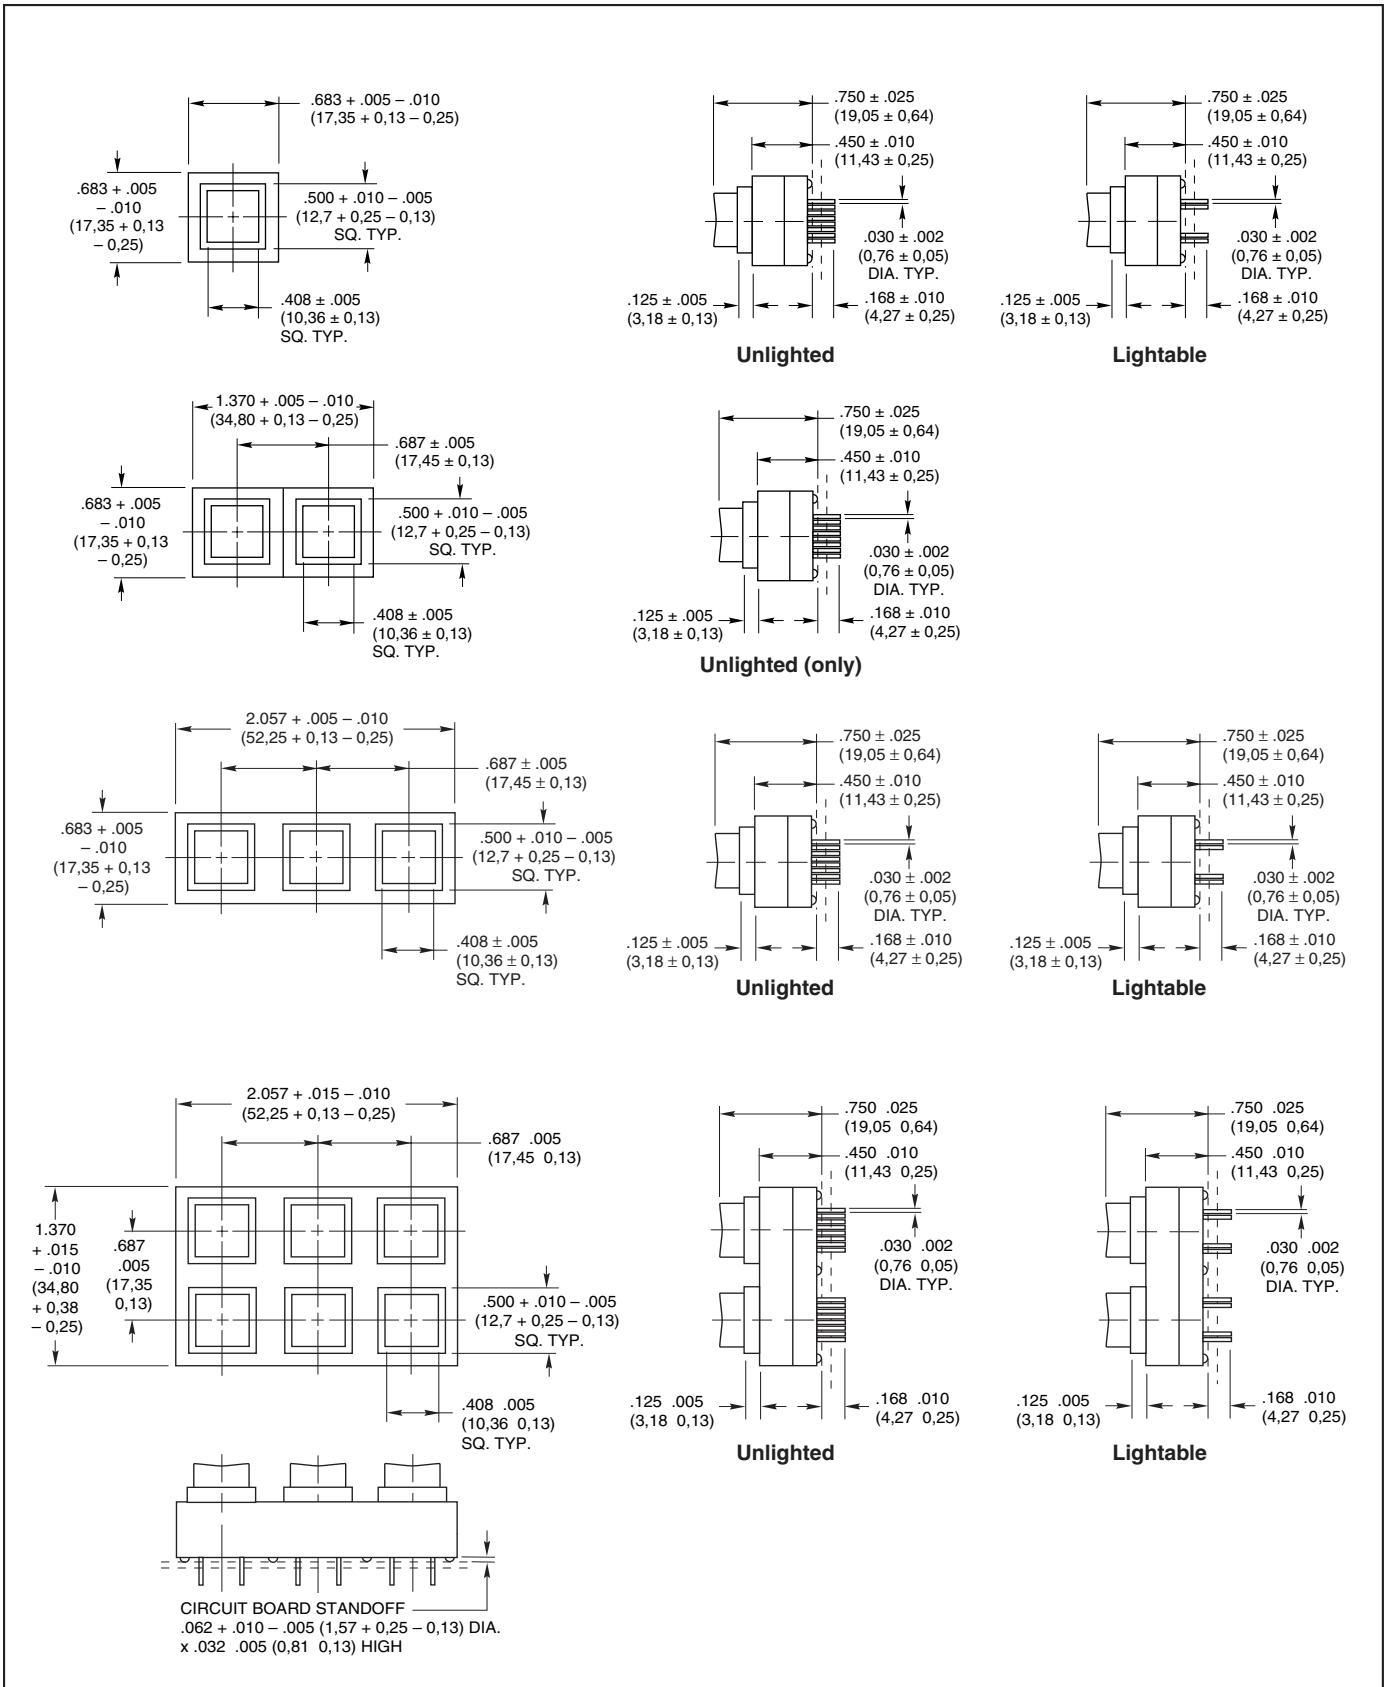 .683 + .005 – .010
(17,35 + 0,13 – 0,25)
.683 + .005
– .010
(17,35 + 0,13
– 0,25)
.500 + .010 – .005
(12,7 + 0,25 – 0,13)
SQ. TYP.
.408 ± .005
(10,36 ± 0,13)
SQ. TYP.
.750 ± .025
(19,05 ± 0,64)
.450 ± .010
(11,43 ± 0,25)
.030 ± .002
(0,76 ± 0,05)
DIA. TYP.
.125 ± .005
(3,18 ± 0,13)
.168 ± .010
(4,27 ± 0,25)
Unlighted
.750 ± .025
(19,05 ± 0,64)
.450 ± .010
(11,43 ± 0,25)
.030 ± .002
(0,76 ± 0,05)
DIA. TYP.
.125 ± .005
(3,18 ± 0,13)
.168 ± .010
(4,27 ± 0,25)
Lightable
1.370 + .005 – .010
(34,80 + 0,13 – 0,25)
.687 ± .005
(17,45 ± 0,13)
.683 + .005
– .010
(17,35 + 0,13
– 0,25)
.500 + .010 – .005
(12,7 + 0,25 – 0,13)
SQ. TYP.
.408 ± .005
(10,36 ± 0,13)
SQ. TYP.
.750 ± .025
(19,05 ± 0,64)
.450 ± .010
(11,43 ± 0,25)
.030 ± .002
(0,76 ± 0,05)
DIA. TYP.
.125 ± .005
(3,18 ± 0,13)
.168 ± .010
(4,27 ± 0,25)
Unlighted (only)
2.057 + .005 – .010
(52,25 + 0,13 – 0,25)
.687 ± .005
(17,45 ± 0,13)
.683 + .005
– .010
(17,35 + 0,13
– 0,25)
.500 + .010 – .005
(12,7 + 0,25 – 0,13)
SQ. TYP.
.408 ± .005
(10,36 ± 0,13)
SQ. TYP.
.750 ± .025
(19,05 ± 0,64)
.450 ± .010
(11,43 ± 0,25)
.030 ± .002
(0,76 ± 0,05)
DIA. TYP.
.125 ± .005
(3,18 ± 0,13)
.168 ± .010
(4,27 ± 0,25)
Unlighted
.750 ± .025
(19,05 ± 0,64)
.450 ± .010
(11,43 ± 0,25)
.030 ± .002
(0,76 ± 0,05)
DIA. TYP.
.125 ± .005
(3,18 ± 0,13)
.168 ± .010
(4,27 ± 0,25)
Lightable
2.057 + .015 – .010
(52,25 + 0,13 – 0,25)
.687 .005
(17,45 0,13)
1.370
+ .015
– .010
(34,80
+ 0,38
– 0,25)
.687
.005
(17,35
0,13)
.500 + .010 – .005
(12,7 + 0,25 – 0,13)
SQ. TYP.
.408 .005
(10,36 0,13)
SQ. TYP.
.750 .025
(19,05 0,64)
.450 .010
(11,43 0,25)
.030 .002
(0,76 0,05)
DIA. TYP.
.125 .005
(3,18 0,13)
.168 .010
(4,27 0,25)
Unlighted
.750 .025
(19,05 0,64)
.450 .010
(11,43 0,25)
.030 .002
(0,76 0,05)
DIA. TYP.
.125 .005
(3,18 0,13)
.168 .010
(4,27 0,25)
Lightable
CIRCUIT BOARD STANDOFF
.062 + .010 – .005 (1,57 + 0,25 – 0,13) DIA.
x .032 .005 (0,81 0,13) HIGH